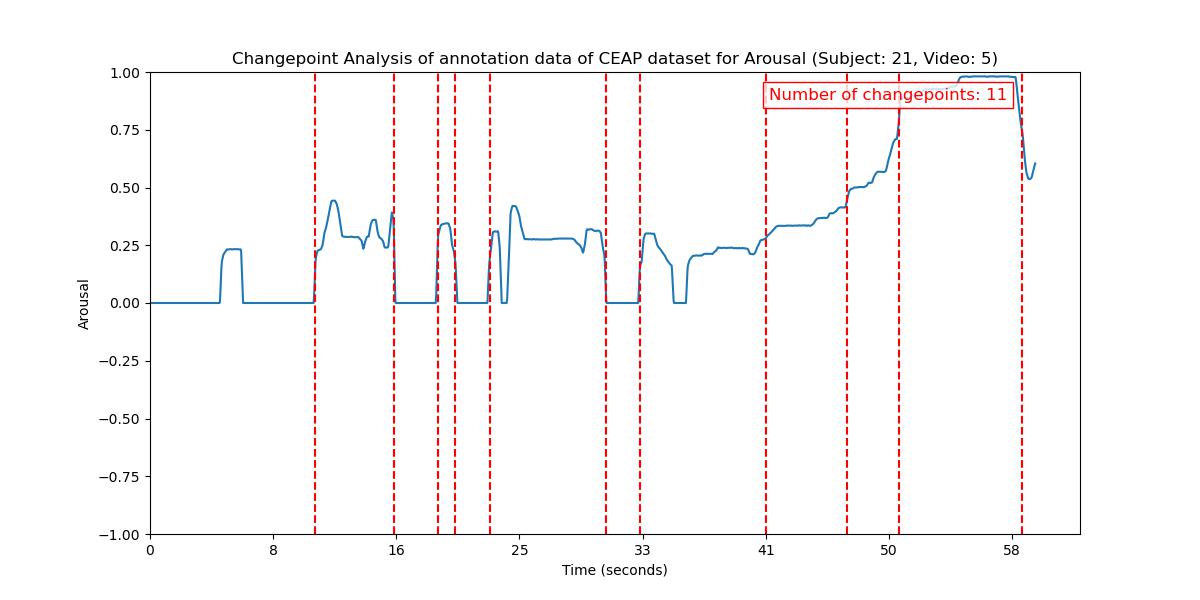 Changepoint Analysis of annotation data of CEAP dataset for Arousal (Subject: 21, Video: 5)
Number of changepoints: 11
Arousal
1.00
0.75
0.50
0.25
0.00
−0.25
−0.50
−0.75
−1.00
0 8 16 25 33 41 50 58
Time (seconds)